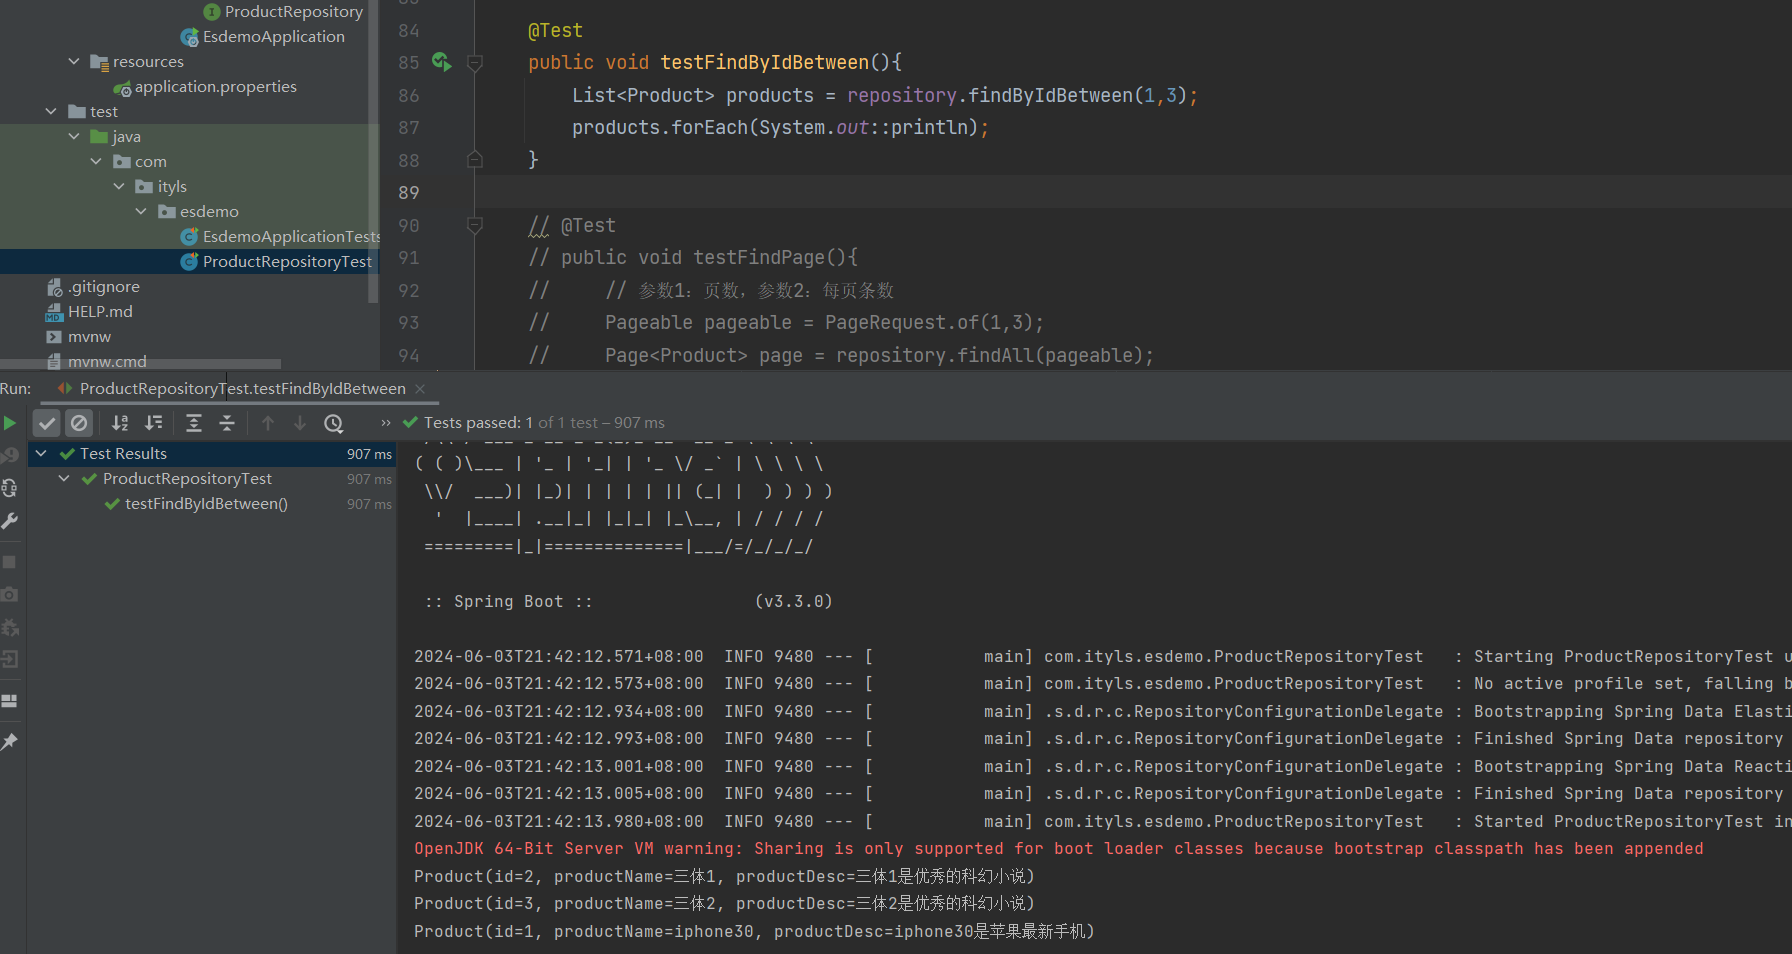 ProductRepository
EsdemoApplication
resources
application.properties
test
java
com
ityls
esdemo
EsdemoApplicationTests
ProductRepositoryTest
.gitignore
HELP.md
mvnw
mvnw.cmd
84 @Test
85 public void testFindByIdBetween(){
86 List<Product> products = repository.findByIdBetween(1,3);
87 products.forEach(System.out::println);
88 }
89
90 // @Test
91 // public void testFindPage(){
92 // // 参数1：页数，参数2：每页条数
93 // Pageable pageable = PageRequest.of(1,3);
94 // Page<Product> page = repository.findAll(pageable);
Run: ProductRepositoryTest.testFindByIdBetween
Tests passed: 1 of 1 test – 907 ms
Test Results 907 ms
ProductRepositoryTest 907 ms
testFindByIdBetween() 907 ms
( ( )\___ | '_ | '_| | '_ \/ _` | \ \ \ \
\\/  ___)| |_)| | | | | || (_| |  ) ) ) )
'  |____| .__|_| |_|_| |_\__, | / / / /
=========|_|==============|___/=/_/_/_/
:: Spring Boot :: (v3.3.0)
2024-06-03T21:42:12.571+08:00 INFO 9480 --- [ main] com.ityls.esdemo.ProductRepositoryTest : Starting ProductRepositoryTest u
2024-06-03T21:42:12.573+08:00 INFO 9480 --- [ main] com.ityls.esdemo.ProductRepositoryTest : No active profile set, falling b
2024-06-03T21:42:12.934+08:00 INFO 9480 --- [ main] .s.d.r.c.RepositoryConfigurationDelegate : Bootstrapping Spring Data Elasti
2024-06-03T21:42:12.993+08:00 INFO 9480 --- [ main] .s.d.r.c.RepositoryConfigurationDelegate : Finished Spring Data repository
2024-06-03T21:42:13.001+08:00 INFO 9480 --- [ main] .s.d.r.c.RepositoryConfigurationDelegate : Bootstrapping Spring Data Reacti
2024-06-03T21:42:13.005+08:00 INFO 9480 --- [ main] .s.d.r.c.RepositoryConfigurationDelegate : Finished Spring Data repository
2024-06-03T21:42:13.980+08:00 INFO 9480 --- [ main] com.ityls.esdemo.ProductRepositoryTest : Started ProductRepositoryTest in
OpenJDK 64-Bit Server VM warning: Sharing is only supported for boot loader classes because bootstrap classpath has been appended
Product(id=2, productName=三体1, productDesc=三体1是优秀的科幻小说)
Product(id=3, productName=三体2, productDesc=三体2是优秀的科幻小说)
Product(id=1, productName=iphone30, productDesc=iphone30是苹果最新手机)